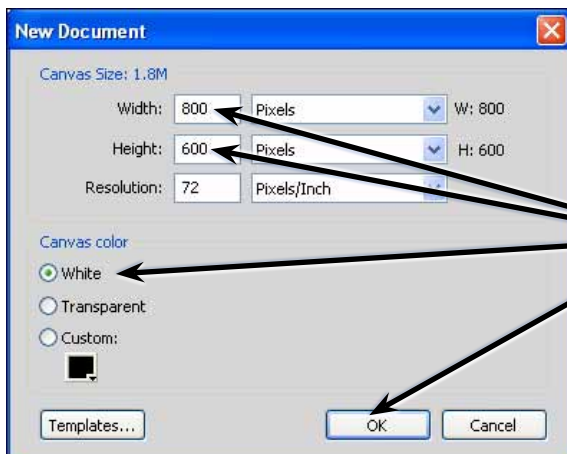 New Document
Canvas Size: 1.8M
Width: 800 Pixels W: 800
Height: 600 Pixels H: 600
Resolution: 72 Pixels/Inch
Canvas color
White
Transparent
Custom:
Templates... OK Cancel